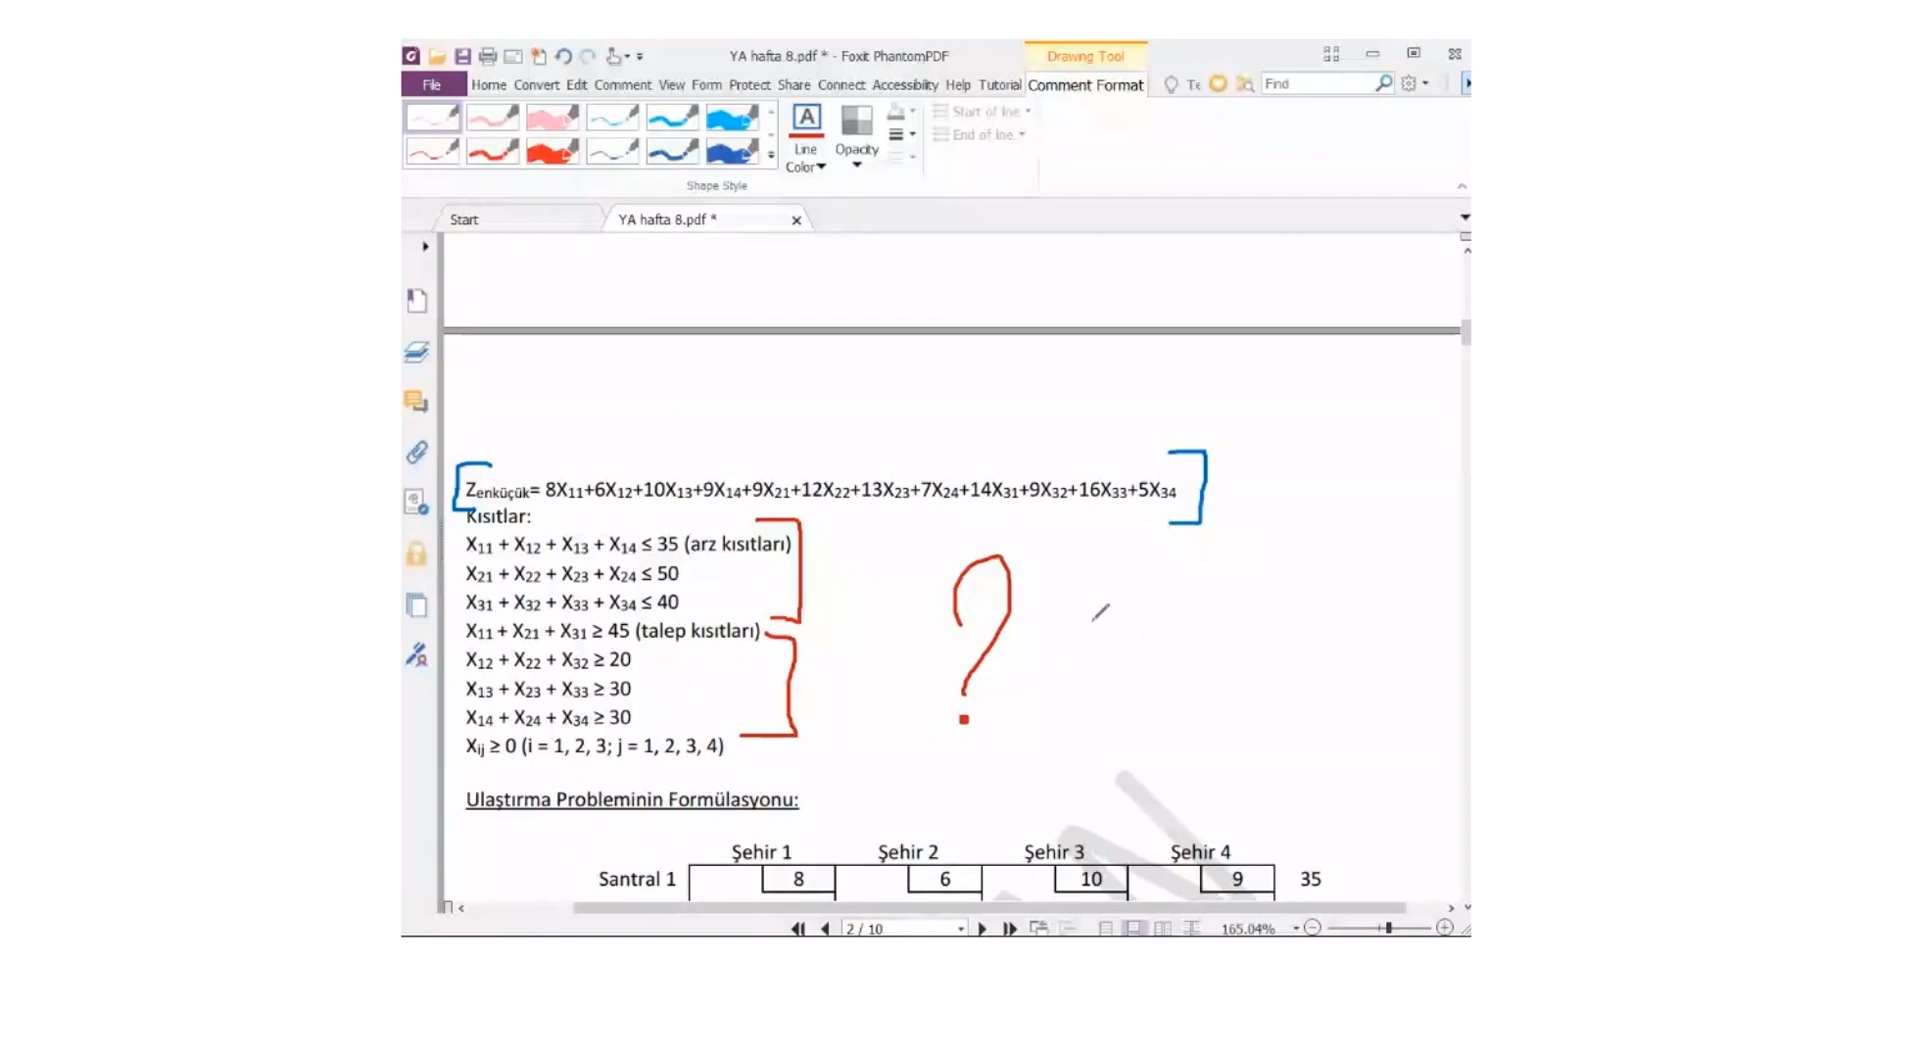 YA hafta 8.pdf * - Foxit PhantomPDF
Drawing Tool
File Home Convert Edit Comment View Form Protect Share Connect Accessibility Help Tutorial Comment Format Te Find
Line Color
Opacity
Start of line
End of line
Shape Style
Start
YA hafta 8.pdf *
Zenküçük= 8X11+6X12+10X13+9X14+9X21+12X22+13X23+7X24+14X31+9X32+16X33+5X34
Kısıtlar:
X11 + X12 + X13 + X14 ≤ 35 (arz kısıtları)
X21 + X22 + X23 + X24 ≤ 50
X31 + X32 + X33 + X34 ≤ 40
X11 + X21 + X31 ≥ 45 (talep kısıtları)
X12 + X22 + X32 ≥ 20
X13 + X23 + X33 ≥ 30
X14 + X24 + X34 ≥ 30
Xij ≥ 0 (i = 1, 2, 3; j = 1, 2, 3, 4)
?
Ulaştırma Probleminin Formülasyonu:
Şehir 1 Şehir 2 Şehir 3 Şehir 4
Santral 1 8 6 10 9 35
2 / 10
165.04%